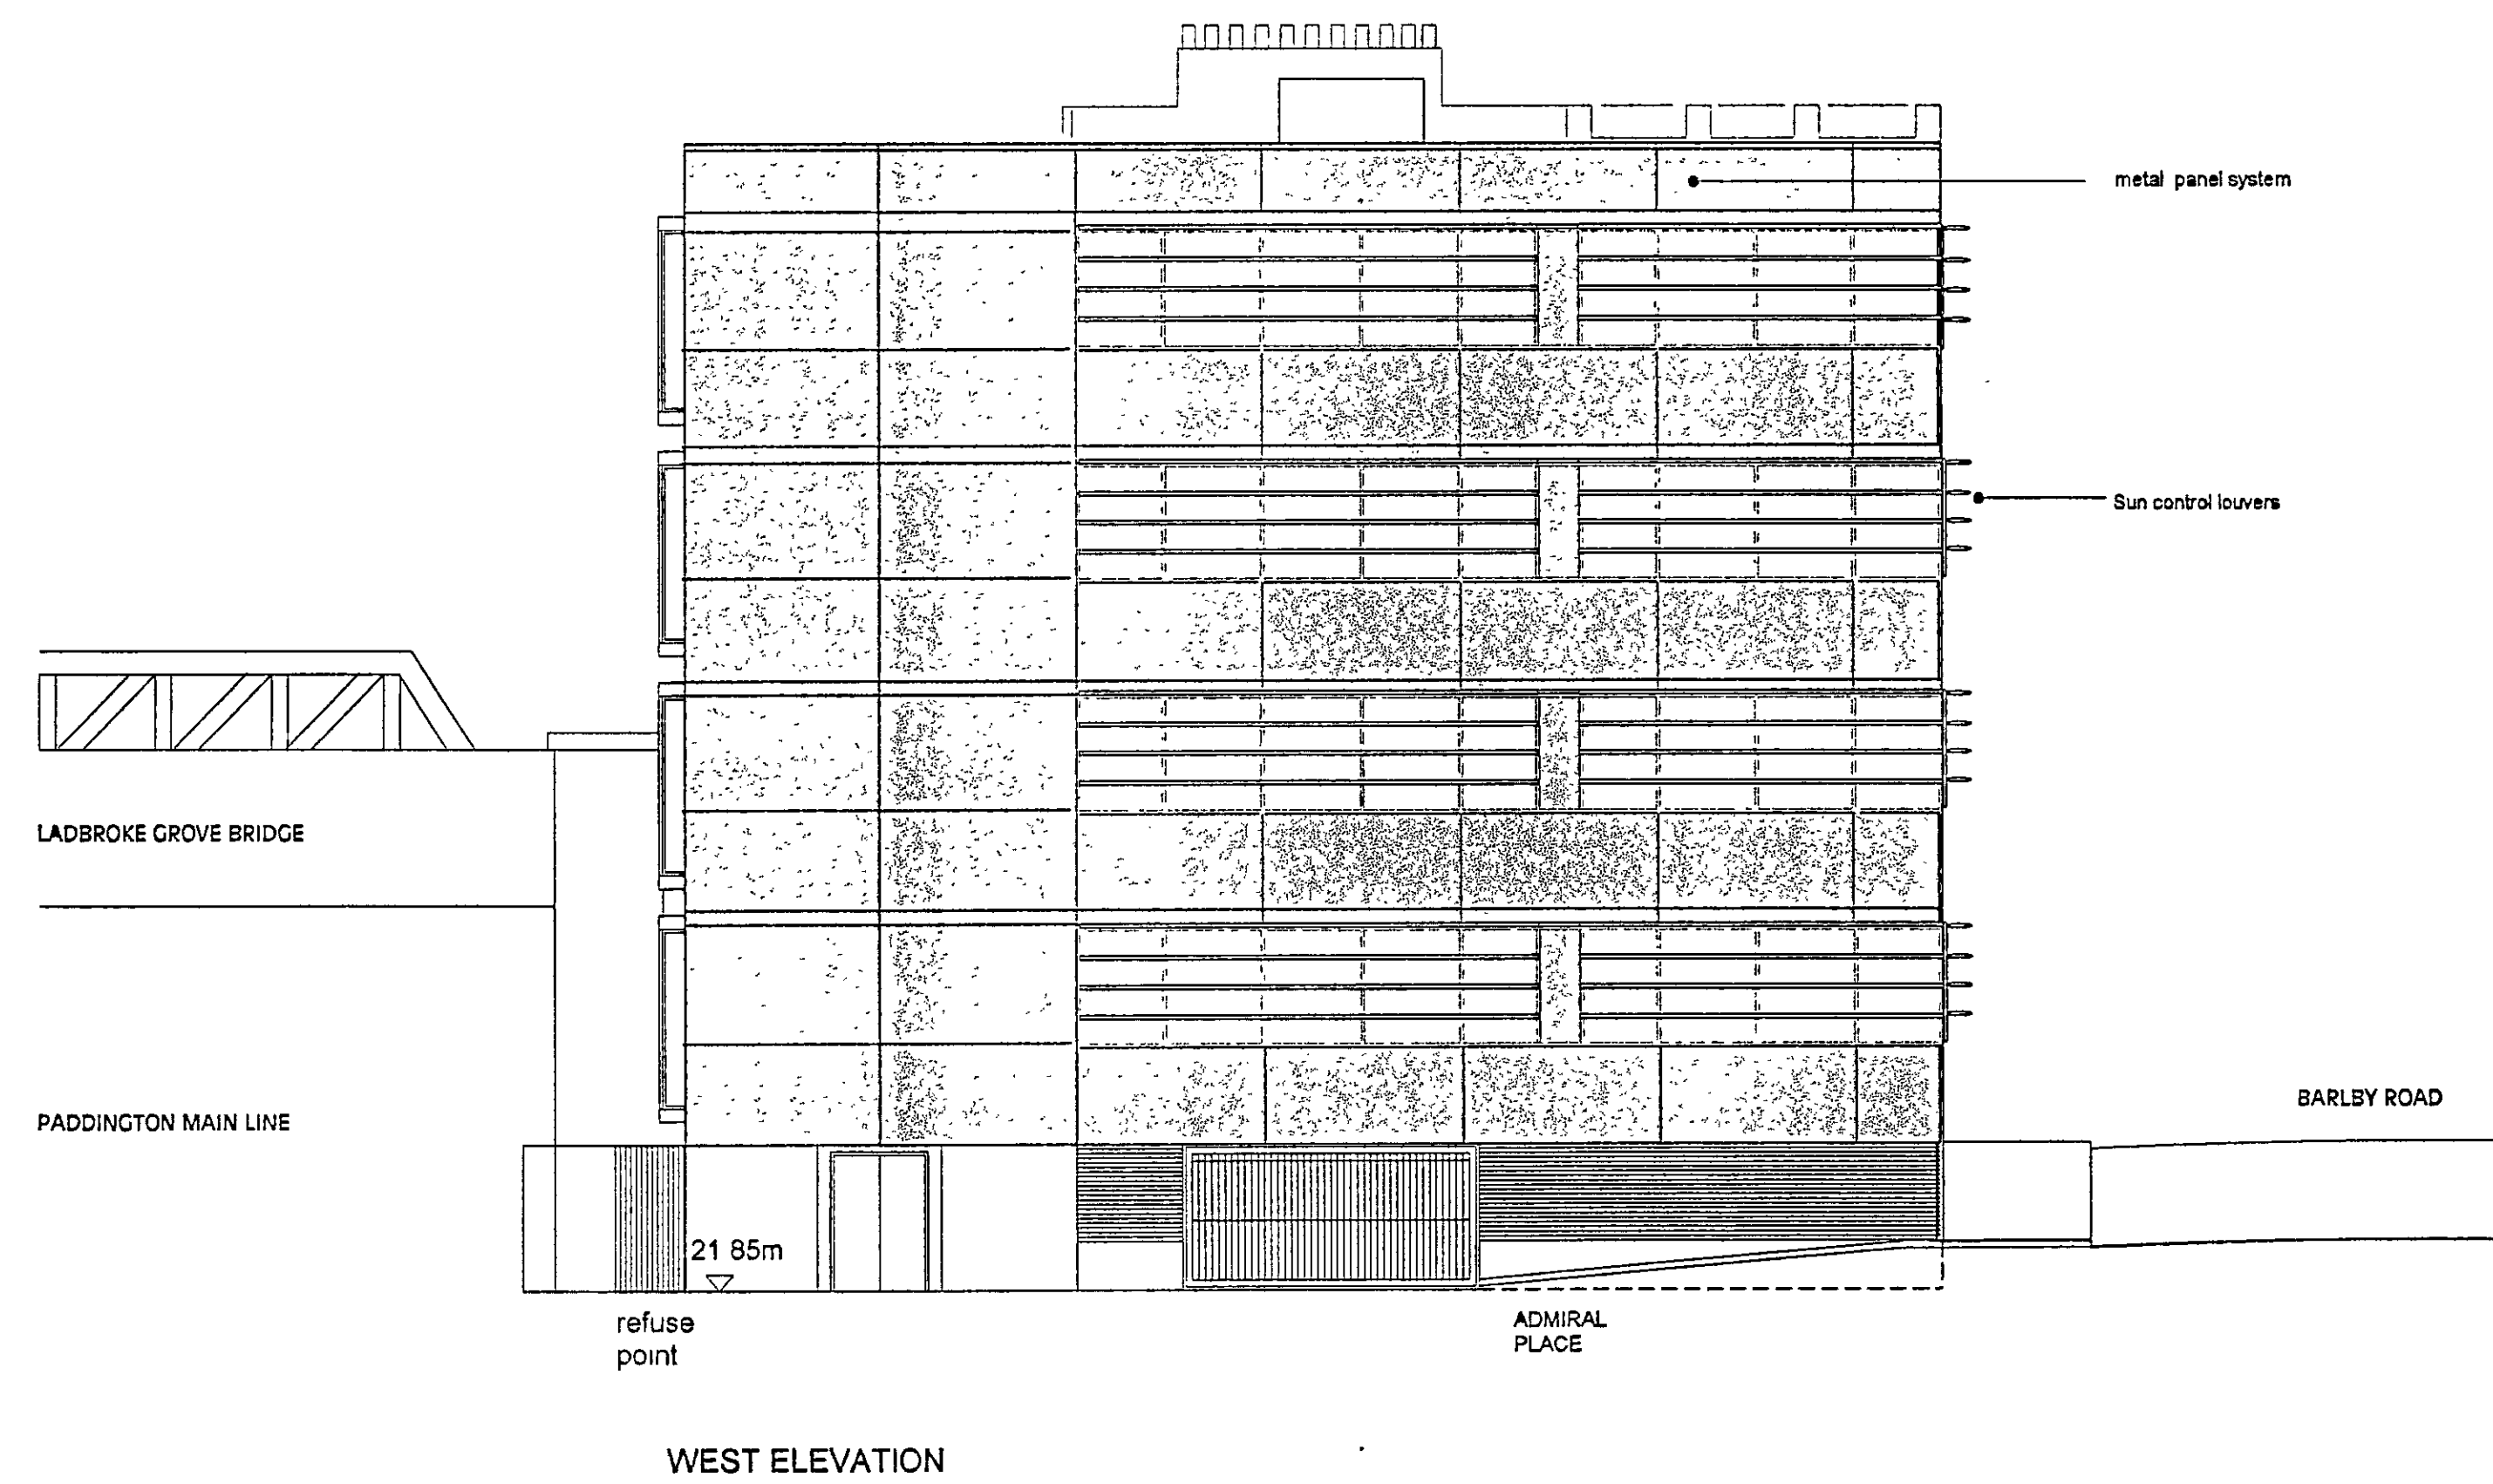 metal panel system
Sun control louvers
LADBROKE GROVE BRIDGE
PADDINGTON MAIN LINE
BARLBY ROAD
21 85m
refuse
point
ADMIRAL
PLACE
WEST ELEVATION